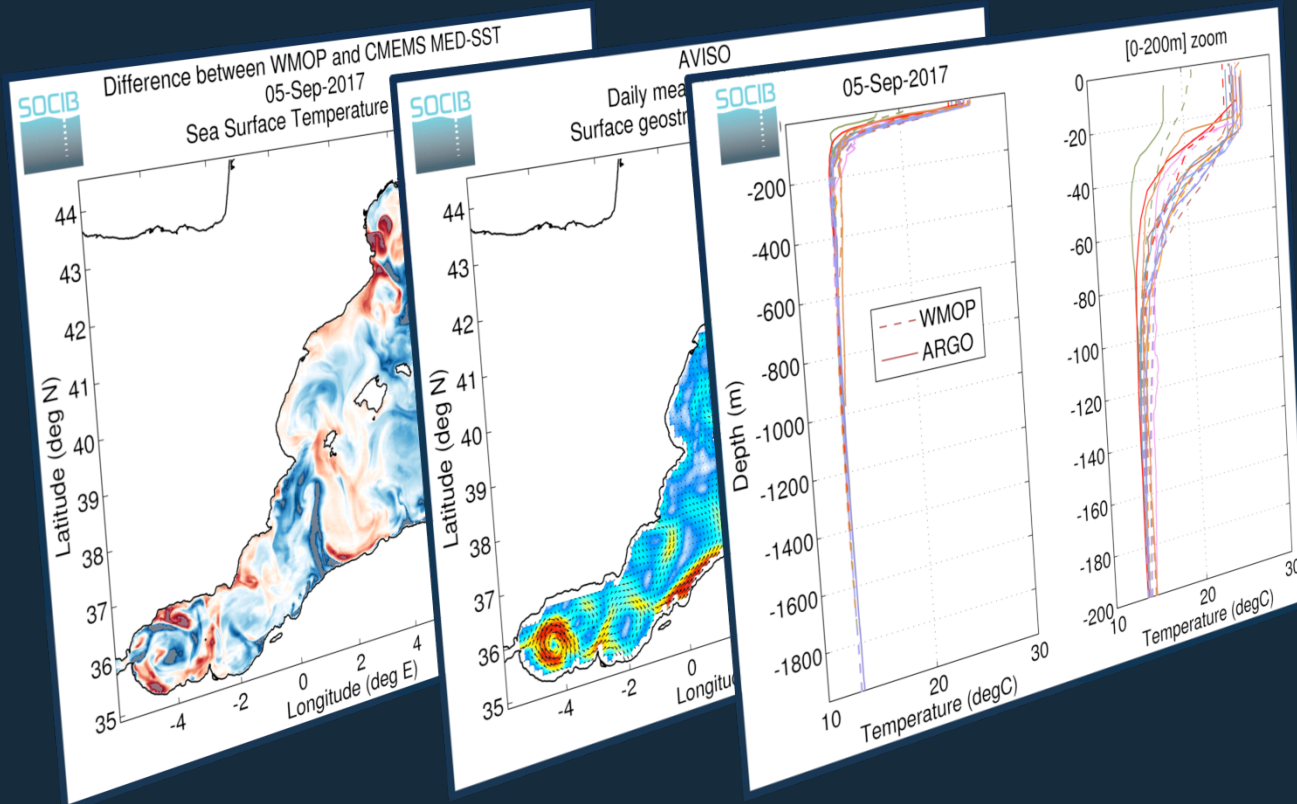 Difference between WMOP and CMEMS MED-SST
05-Sep-2017
Sea Surface Temperature
SOCIB
44
43
42
41
40
39
38
37
36
35
Latitude (deg N)
-4
-2
0
2
4
Longitude (deg E)
AVISO
Daily mea
Surface geostr
SOCIB
44
43
42
41
40
39
38
37
36
35
Latitude (deg N)
-4
-2
0
Longitu
SOCIB
05-Sep-2017
-200
-400
-600
-800
-1000
-1200
-1400
-1600
-1800
Depth (m)
WMOP
ARGO
10
20
30
Temperature (degC)
[0-200m] zoom
0
-20
-40
-60
-80
-100
-120
-140
-160
-180
-200
10
20
30
Temperature (degC)